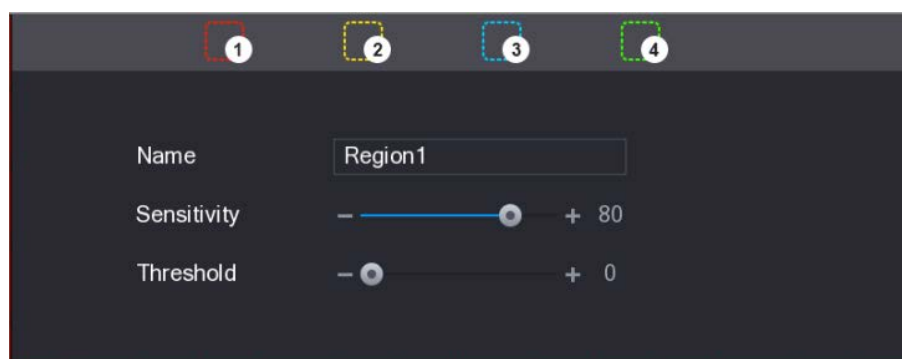 1 2 3 4
Name Region1
Sensitivity − + 80
Threshold − + 0